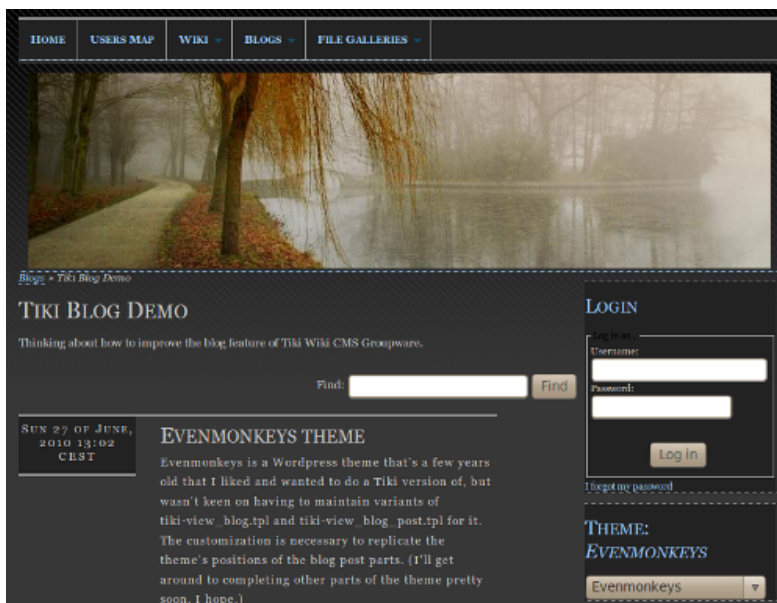 Home Users Map Wiki Blogs File Galleries
Blogs » Tiki Blog Demo
Tiki Blog Demo
Thinking about how to improve the blog feature of Tiki Wiki CMS Groupware.
Find: Find
Sun 27 of June,
2010 13:02
CEST
Evenmonkeys theme
Evenmonkeys is a Wordpress theme that's a few years
old that I liked and wanted to do a Tiki version of, but
wasn't keen on having to maintain variants of
tiki-view_blog.tpl and tiki-view_blog_post.tpl for it.
The customization is necessary to replicate the
theme's positions of the blog post parts. (I'll get
around to completing other parts of the theme pretty
soon, I hope.)
Login
Log in as...
Username:
Password:
Log in
I forgot my password
Theme:
Evenmonkeys
Evenmonkeys